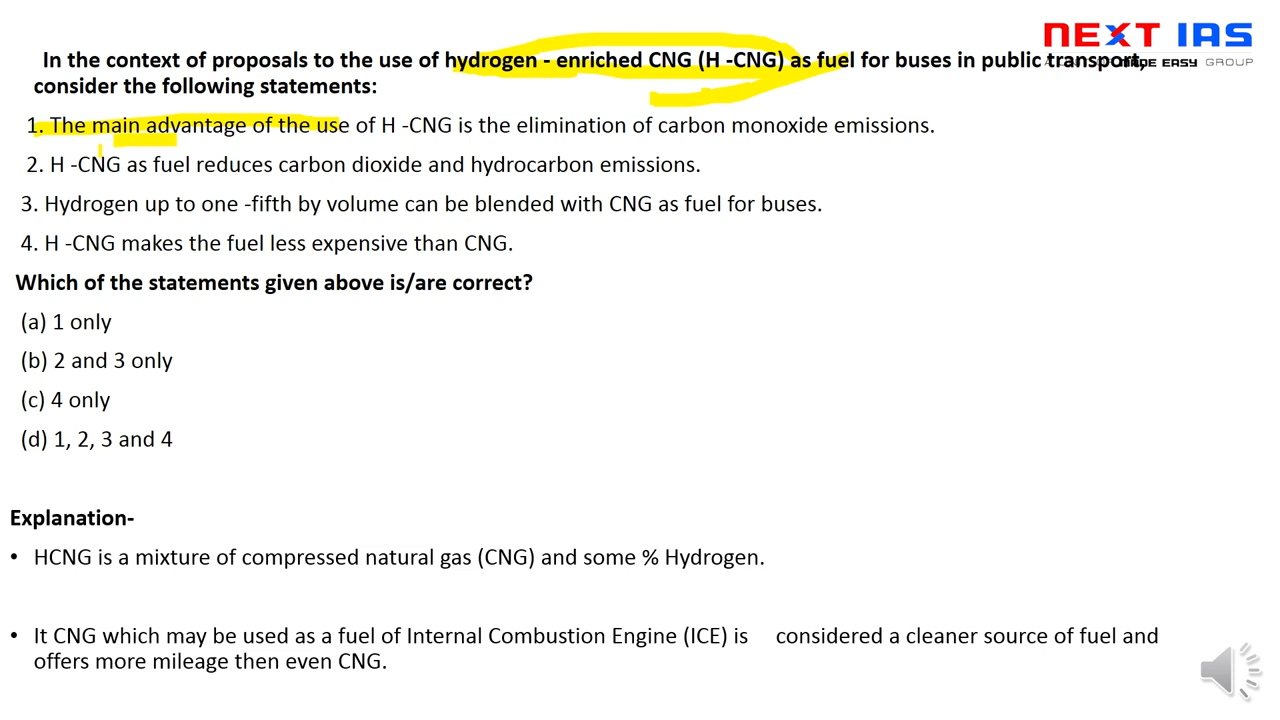 NEXT IAS
In the context of proposals to the use of hydrogen - enriched CNG (H -CNG) as fuel for buses in public transport,
MADE EASY GROUP
consider the following statements:
1. The main advantage of the use of H -CNG is the elimination of carbon monoxide emissions.
2. H -CNG as fuel reduces carbon dioxide and hydrocarbon emissions.
3. Hydrogen up to one -fifth by volume can be blended with CNG as fuel for buses.
4. H -CNG makes the fuel less expensive than CNG.
Which of the statements given above is/are correct?
(a) 1 only
(b) 2 and 3 only
(c) 4 only
(d) 1, 2, 3 and 4
Explanation-
• HCNG is a mixture of compressed natural gas (CNG) and some % Hydrogen.
• It CNG which may be used as a fuel of Internal Combustion Engine (ICE) is considered a cleaner source of fuel and
offers more mileage then even CNG.